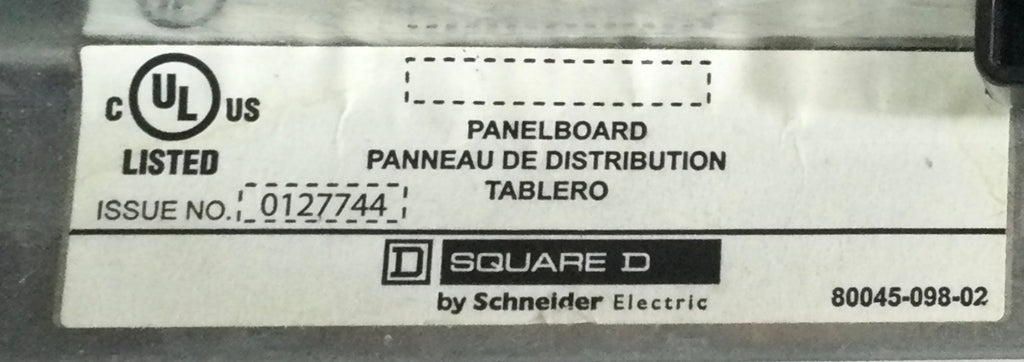 C UL US
LISTED
ISSUE NO. 0127744
PANELBOARD
PANNEAU DE DISTRIBUTION
TABLERO
D SQUARE D
by Schneider Electric
80045-098-02